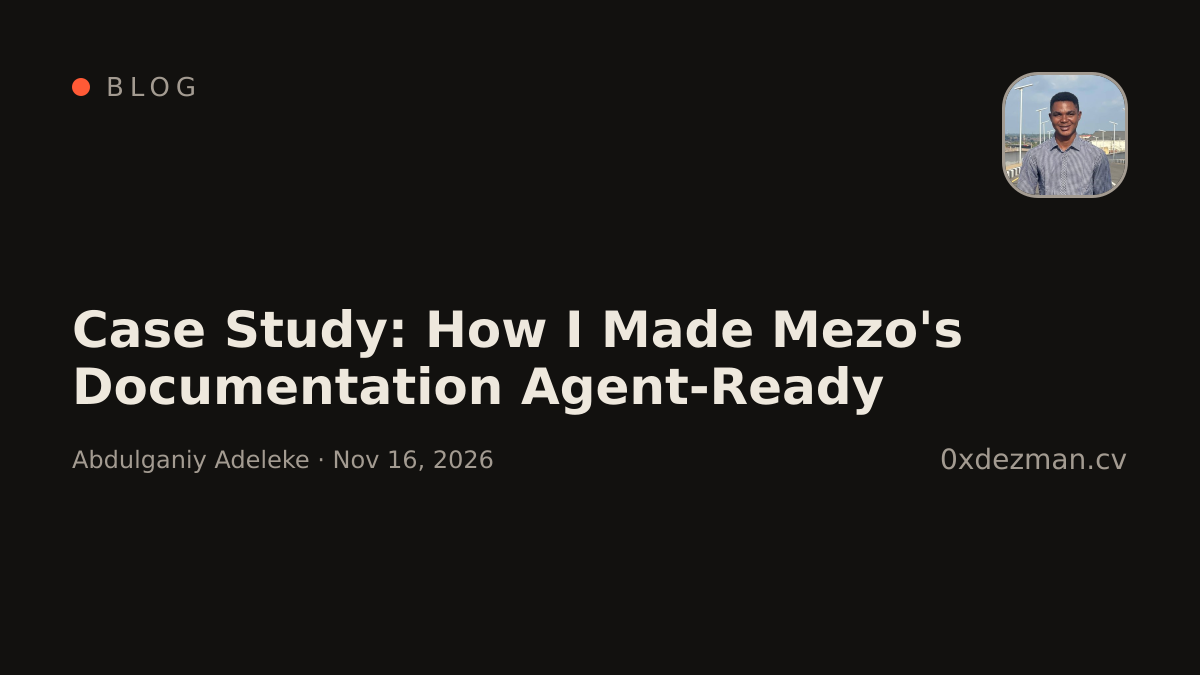 BLOG
Case Study: How I Made Mezo's
Documentation Agent-Ready
Abdulganiy Adeleke · Nov 16, 2026
0xdezman.cv